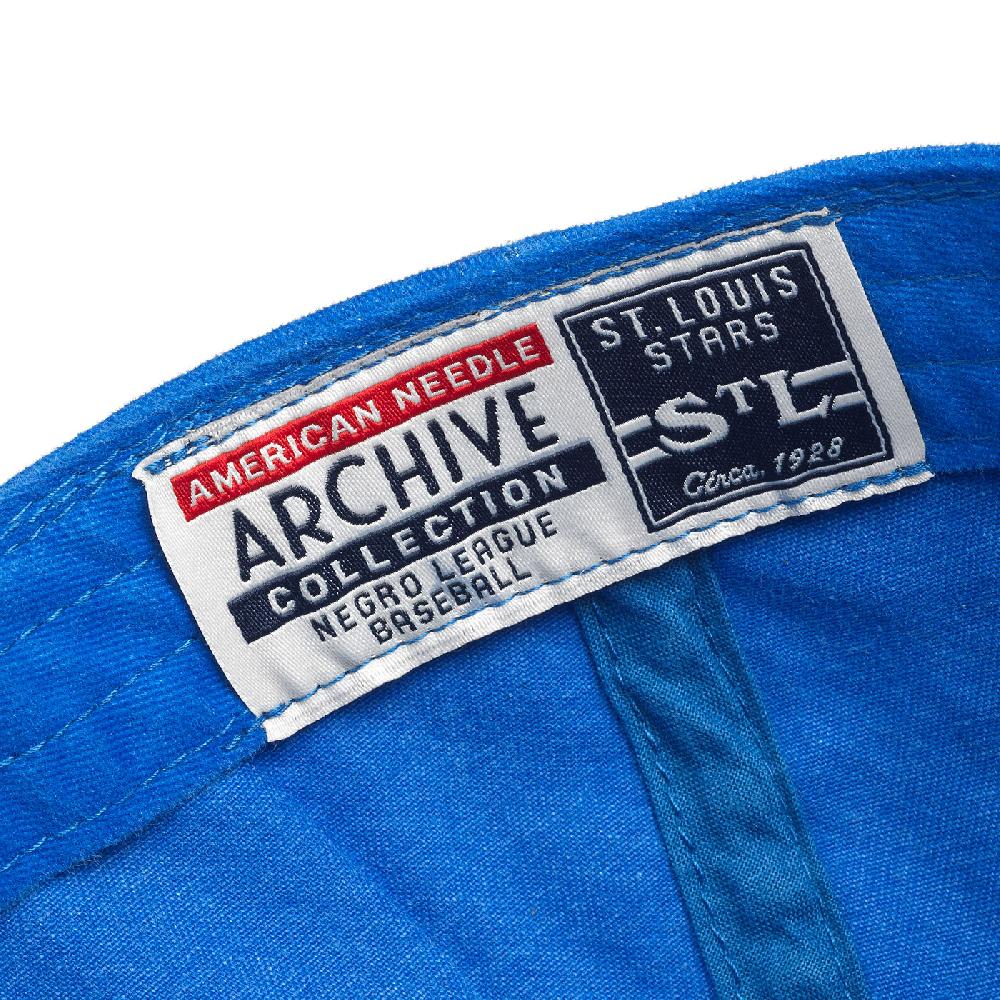 AMERICAN NEEDLE
ARCHIVE
COLLECTION
NEGRO LEAGUE
BASEBALL
ST. LOUIS
STARS
STL
Circa. 1928